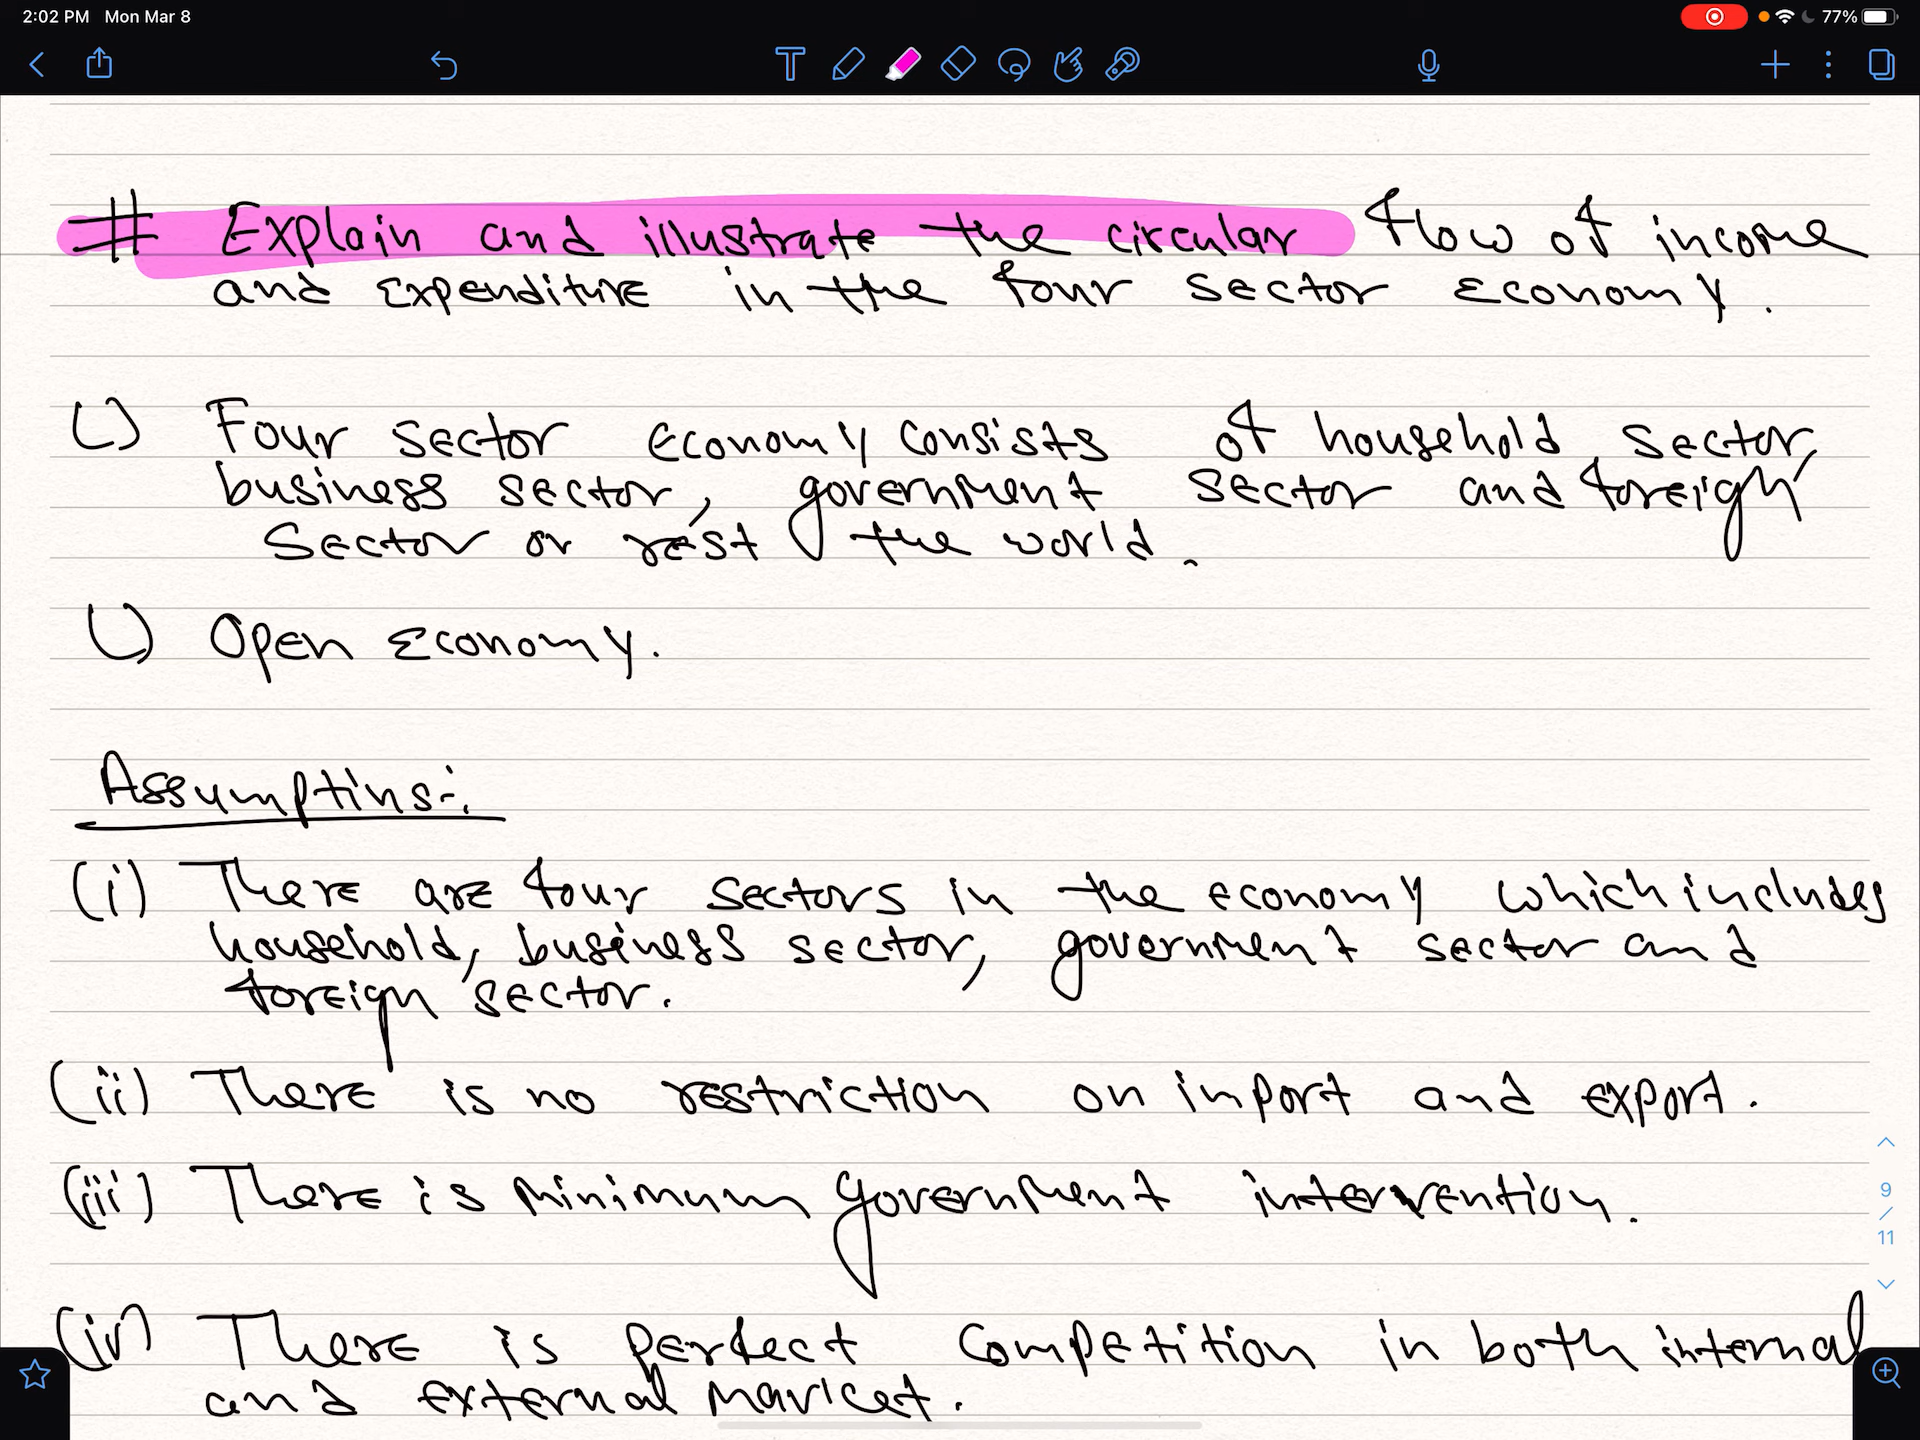 2:02 PM Mon Mar 8
77%
# Explain and illustrate the circular flow of income
and expenditure in the four sector economy.
Four sector economy consists of household sector,
business sector, government sector and foreign
sector or rest the world.
Open economy.
Assumptins:-
(i) There are four sectors in the economy which includes
household, business sector, government sector and
foreign sector.
(ii) There is no restriction on import and export.
(iii) There is minimum government intervention.
(iv) There is perfect competition in both internal
and external market.
9
/
11